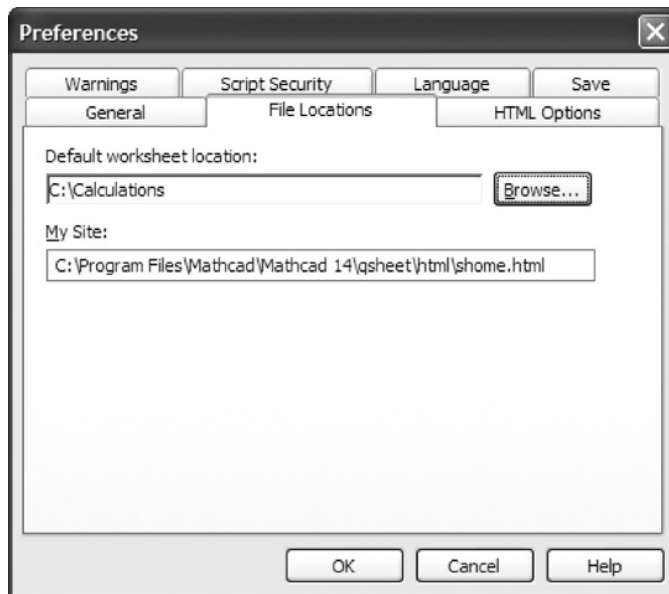 Preferences
Warnings Script Security Language Save
General File Locations HTML Options
Default worksheet location:
C:\Calculations Browse...
My Site:
C:\Program Files\Mathcad\Mathcad 14\qsheet\html\shome.html
OK Cancel Help